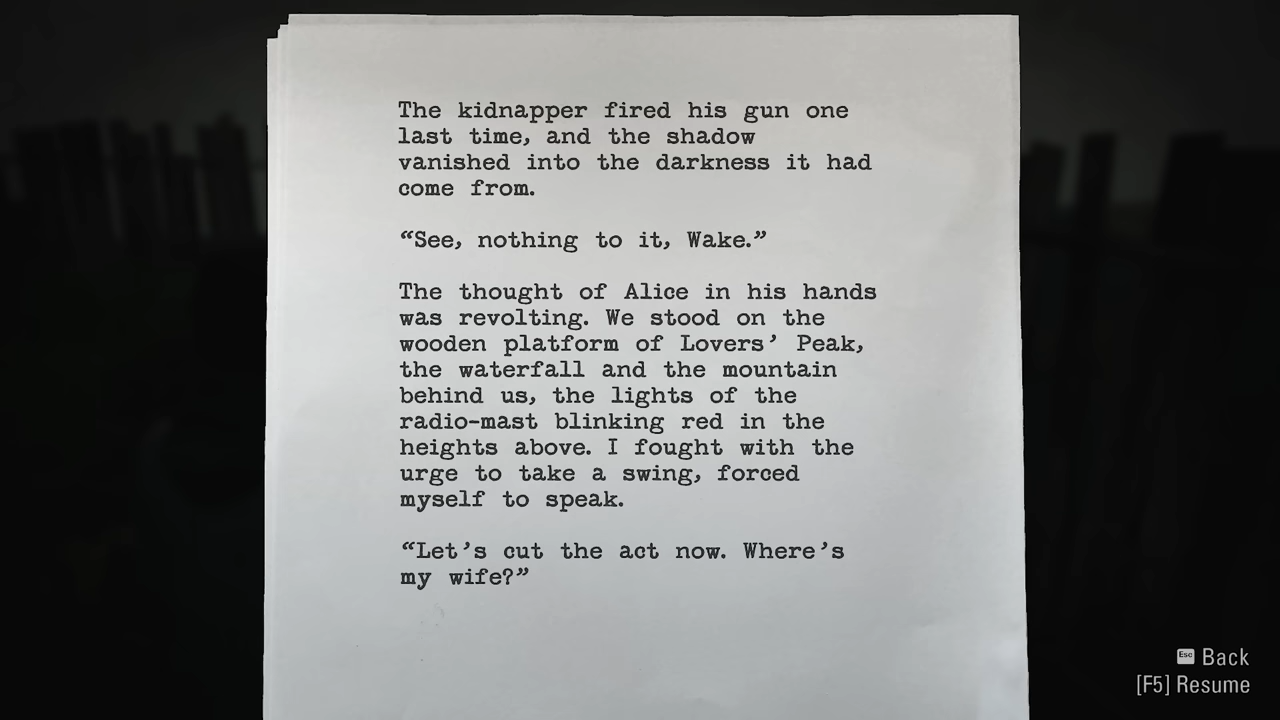 The kidnapper fired his gun one
last time, and the shadow
vanished into the darkness it had
come from.
“See, nothing to it, Wake.”
The thought of Alice in his hands
was revolting. We stood on the
wooden platform of Lovers’ Peak,
the waterfall and the mountain
behind us, the lights of the
radio-mast blinking red in the
heights above. I fought with the
urge to take a swing, forced
myself to speak.
“Let’s cut the act now. Where’s
my wife?”
Esc Back
[F5] Resume